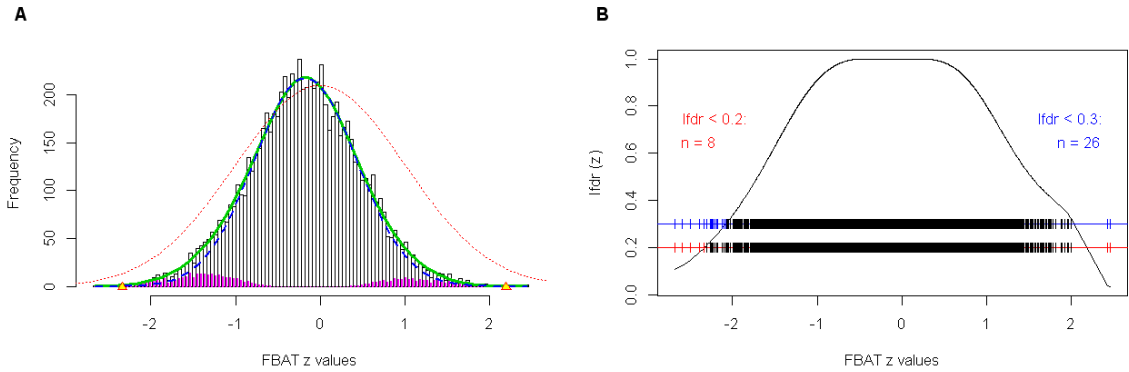 A
Frequency
0
50
100
150
200
-2
-1
0
1
2
FBAT z values
B
lfdr (z)
0.0
0.2
0.4
0.6
0.8
1.0
lfdr < 0.2:
n = 8
lfdr < 0.3:
n = 26
-2
-1
0
1
2
FBAT z values